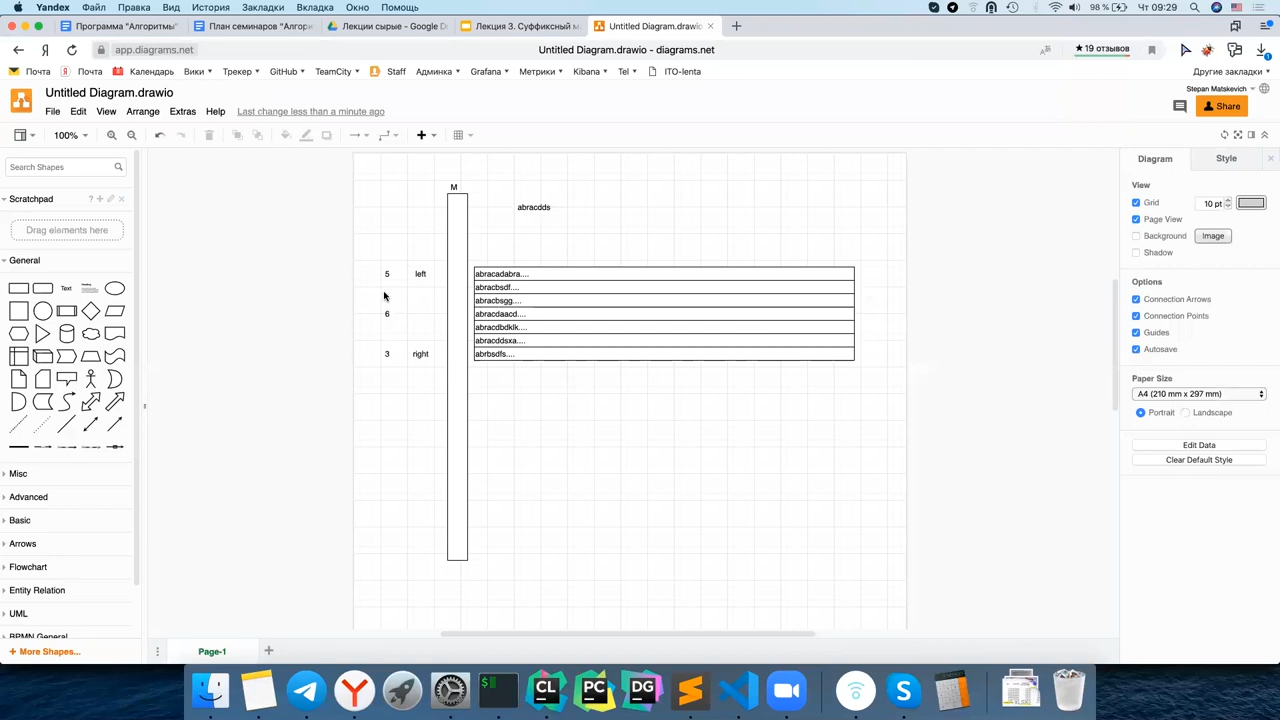 Yandex Файл Правка Вид История Закладки Вкладка Окно Помощь 98 % Чт 09:29
Программа "Алгоритмы" План семинаров "Алгори Лекции сырые - Google D Лекция 3. Суффиксный м Untitled Diagram.drawio
app.diagrams.net Untitled Diagram.drawio - diagrams.net ★19 отзывов
Почта Почта Календарь Вики Трекер GitHub TeamCity Staff Админка Grafana Метрики Kibana Tel ITO-lenta Другие закладки
Untitled Diagram.drawio
Stepan Matskevich
File Edit View Arrange Extras Help Last change less than a minute ago
Share
100%
Search Shapes
Scratchpad
Drag elements here
General
Text
Heading
Misc
Advanced
Basic
Arrows
Flowchart
Entity Relation
UML
BPMN General
+ More Shapes...
M
abracdds
5 left abracadabra....
abracbsdf....
abracbsgg....
6 abracdaacd....
abracdbdklk....
abracddsxa....
3 right abrbsdfs....
Page-1
Diagram Style
View
Grid 10 pt
Page View
Background Image
Shadow
Options
Connection Arrows
Connection Points
Guides
Autosave
Paper Size
A4 (210 mm x 297 mm)
Portrait Landscape
Edit Data
Clear Default Style
CL PC DG